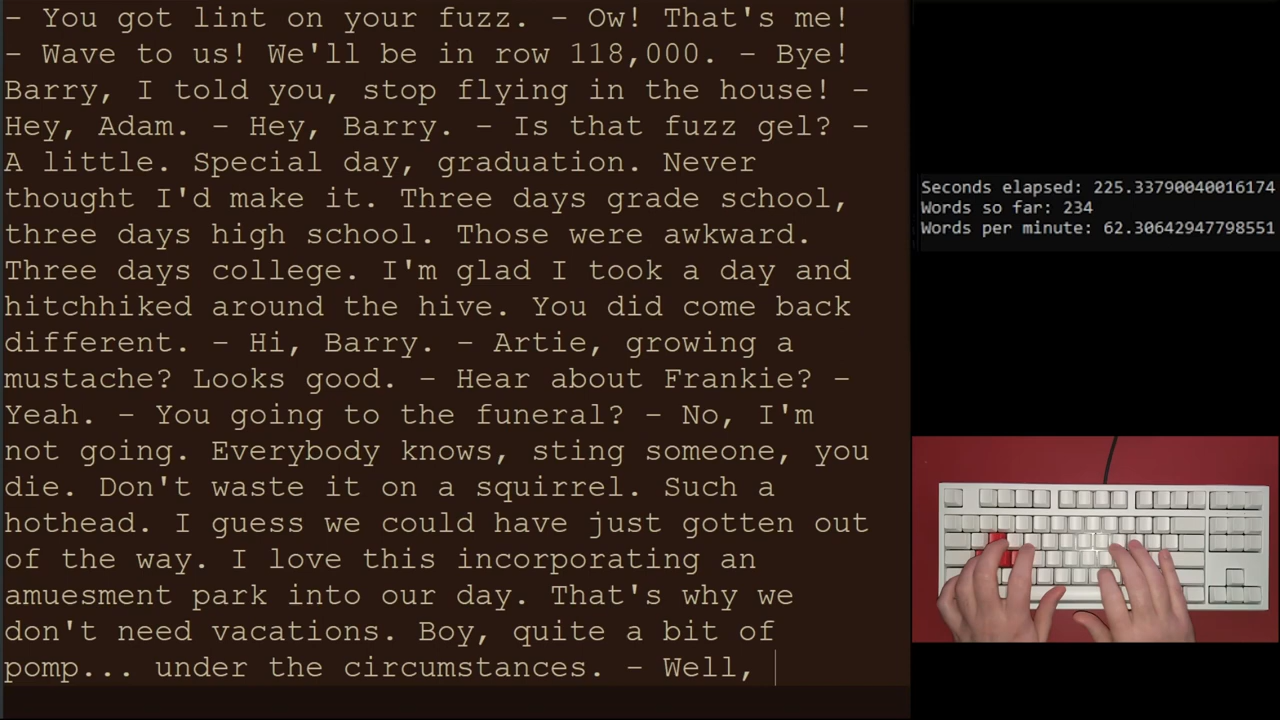 - You got lint on your fuzz. - Ow! That's me!
- Wave to us! We'll be in row 118,000. - Bye!
Barry, I told you, stop flying in the house! -
Hey, Adam. - Hey, Barry. - Is that fuzz gel? -
A little. Special day, graduation. Never
thought I'd make it. Three days grade school,
three days high school. Those were awkward.
Three days college. I'm glad I took a day and
hitchhiked around the hive. You did come back
different. - Hi, Barry. - Artie, growing a
mustache? Looks good. - Hear about Frankie? -
Yeah. - You going to the funeral? - No, I'm
not going. Everybody knows, sting someone, you
die. Don't waste it on a squirrel. Such a
hothead. I guess we could have just gotten out
of the way. I love this incorporating an
amuesment park into our day. That's why we
don't need vacations. Boy, quite a bit of
pomp... under the circumstances. - Well,
Seconds elapsed: 225.33790040016174
Words so far: 234
Words per minute: 62.30642947798551